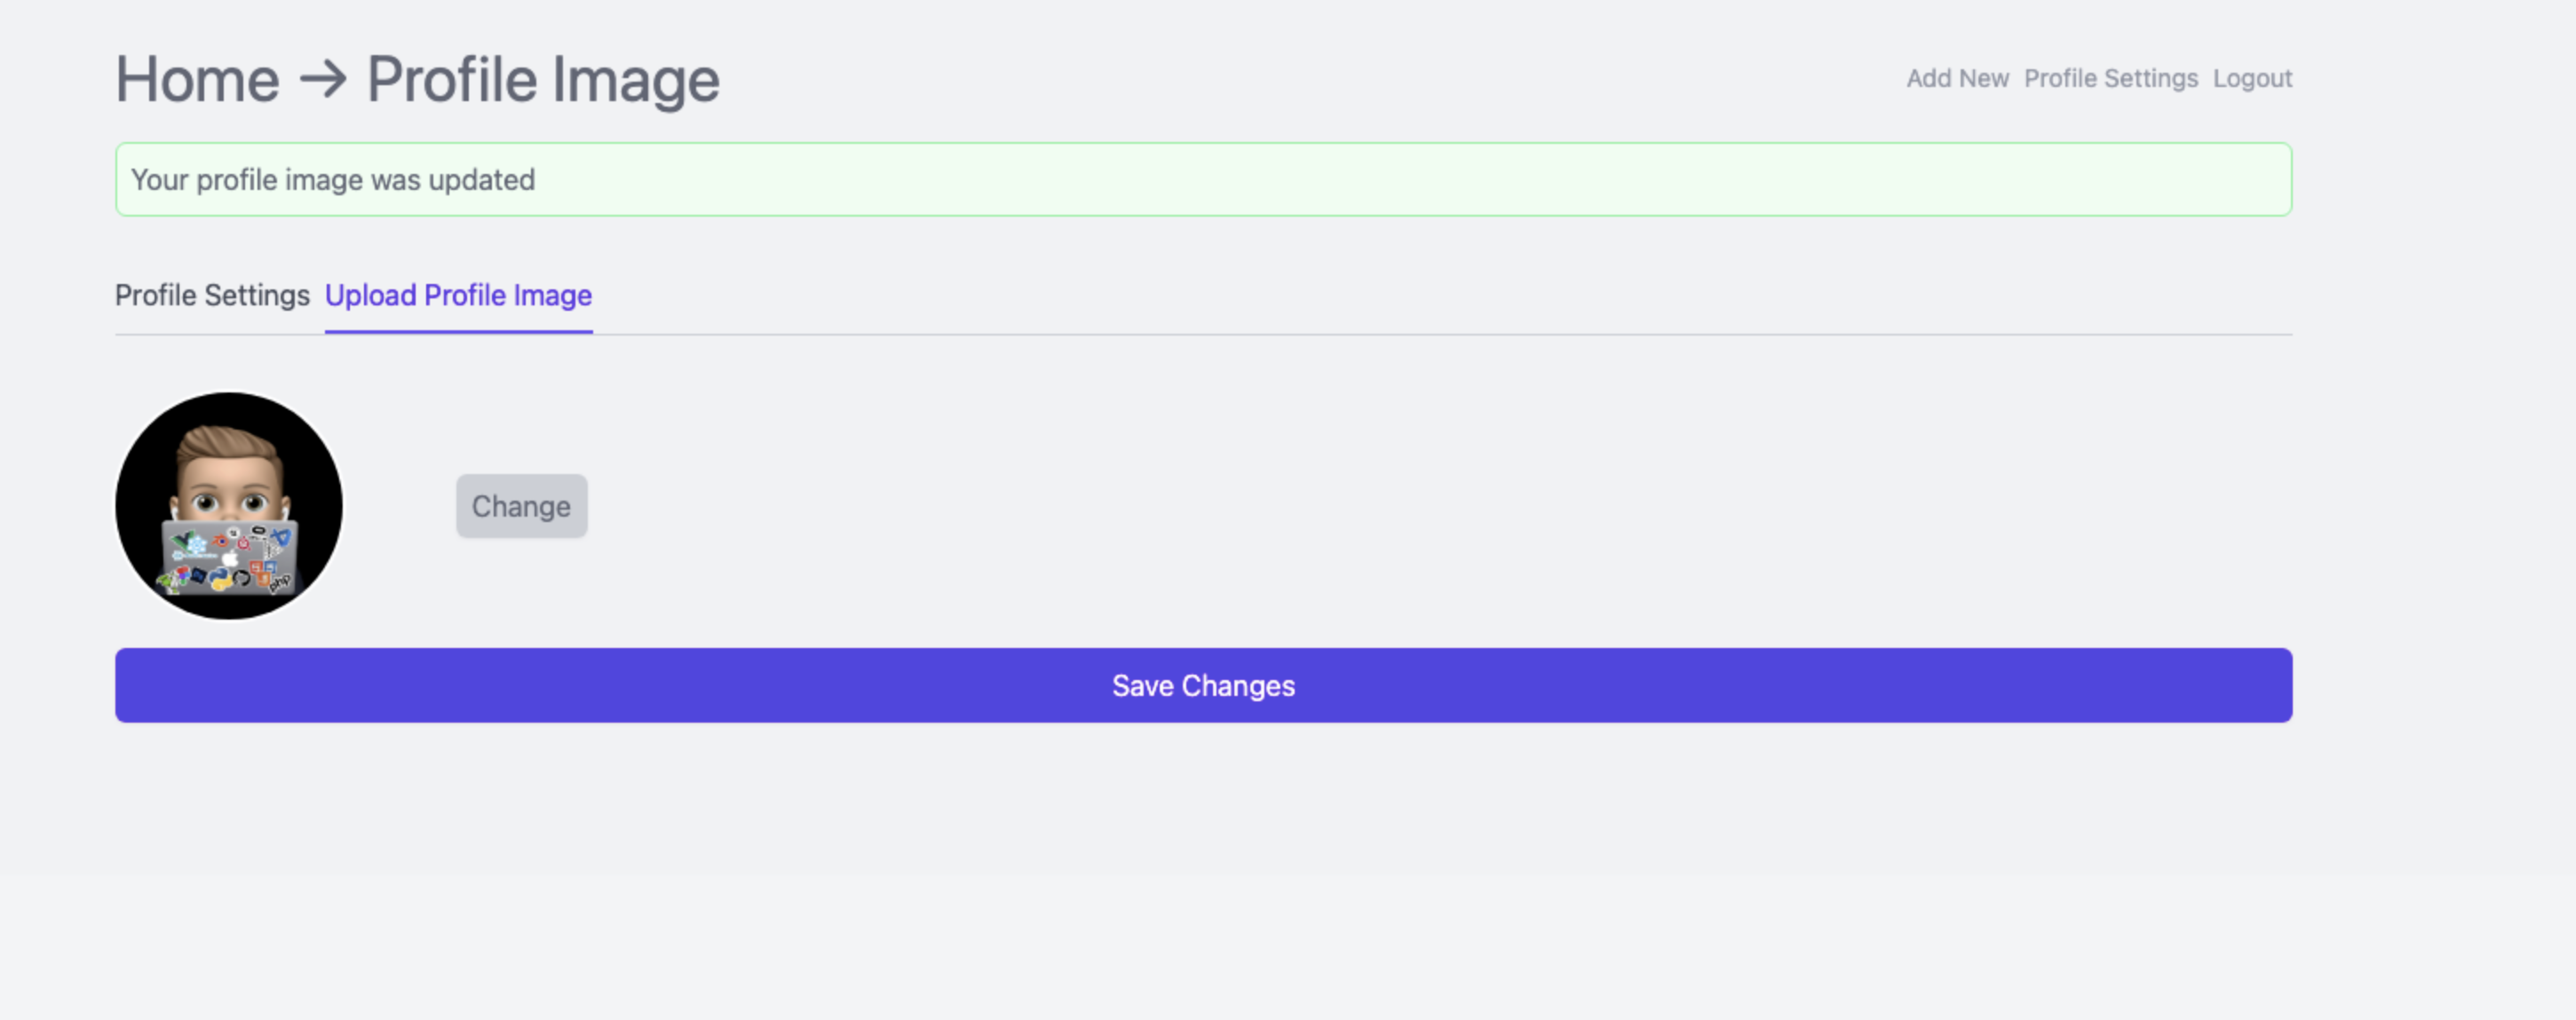 Home → Profile Image
Add New Profile Settings Logout
Your profile image was updated
Profile Settings Upload Profile Image
php
Change
Save Changes